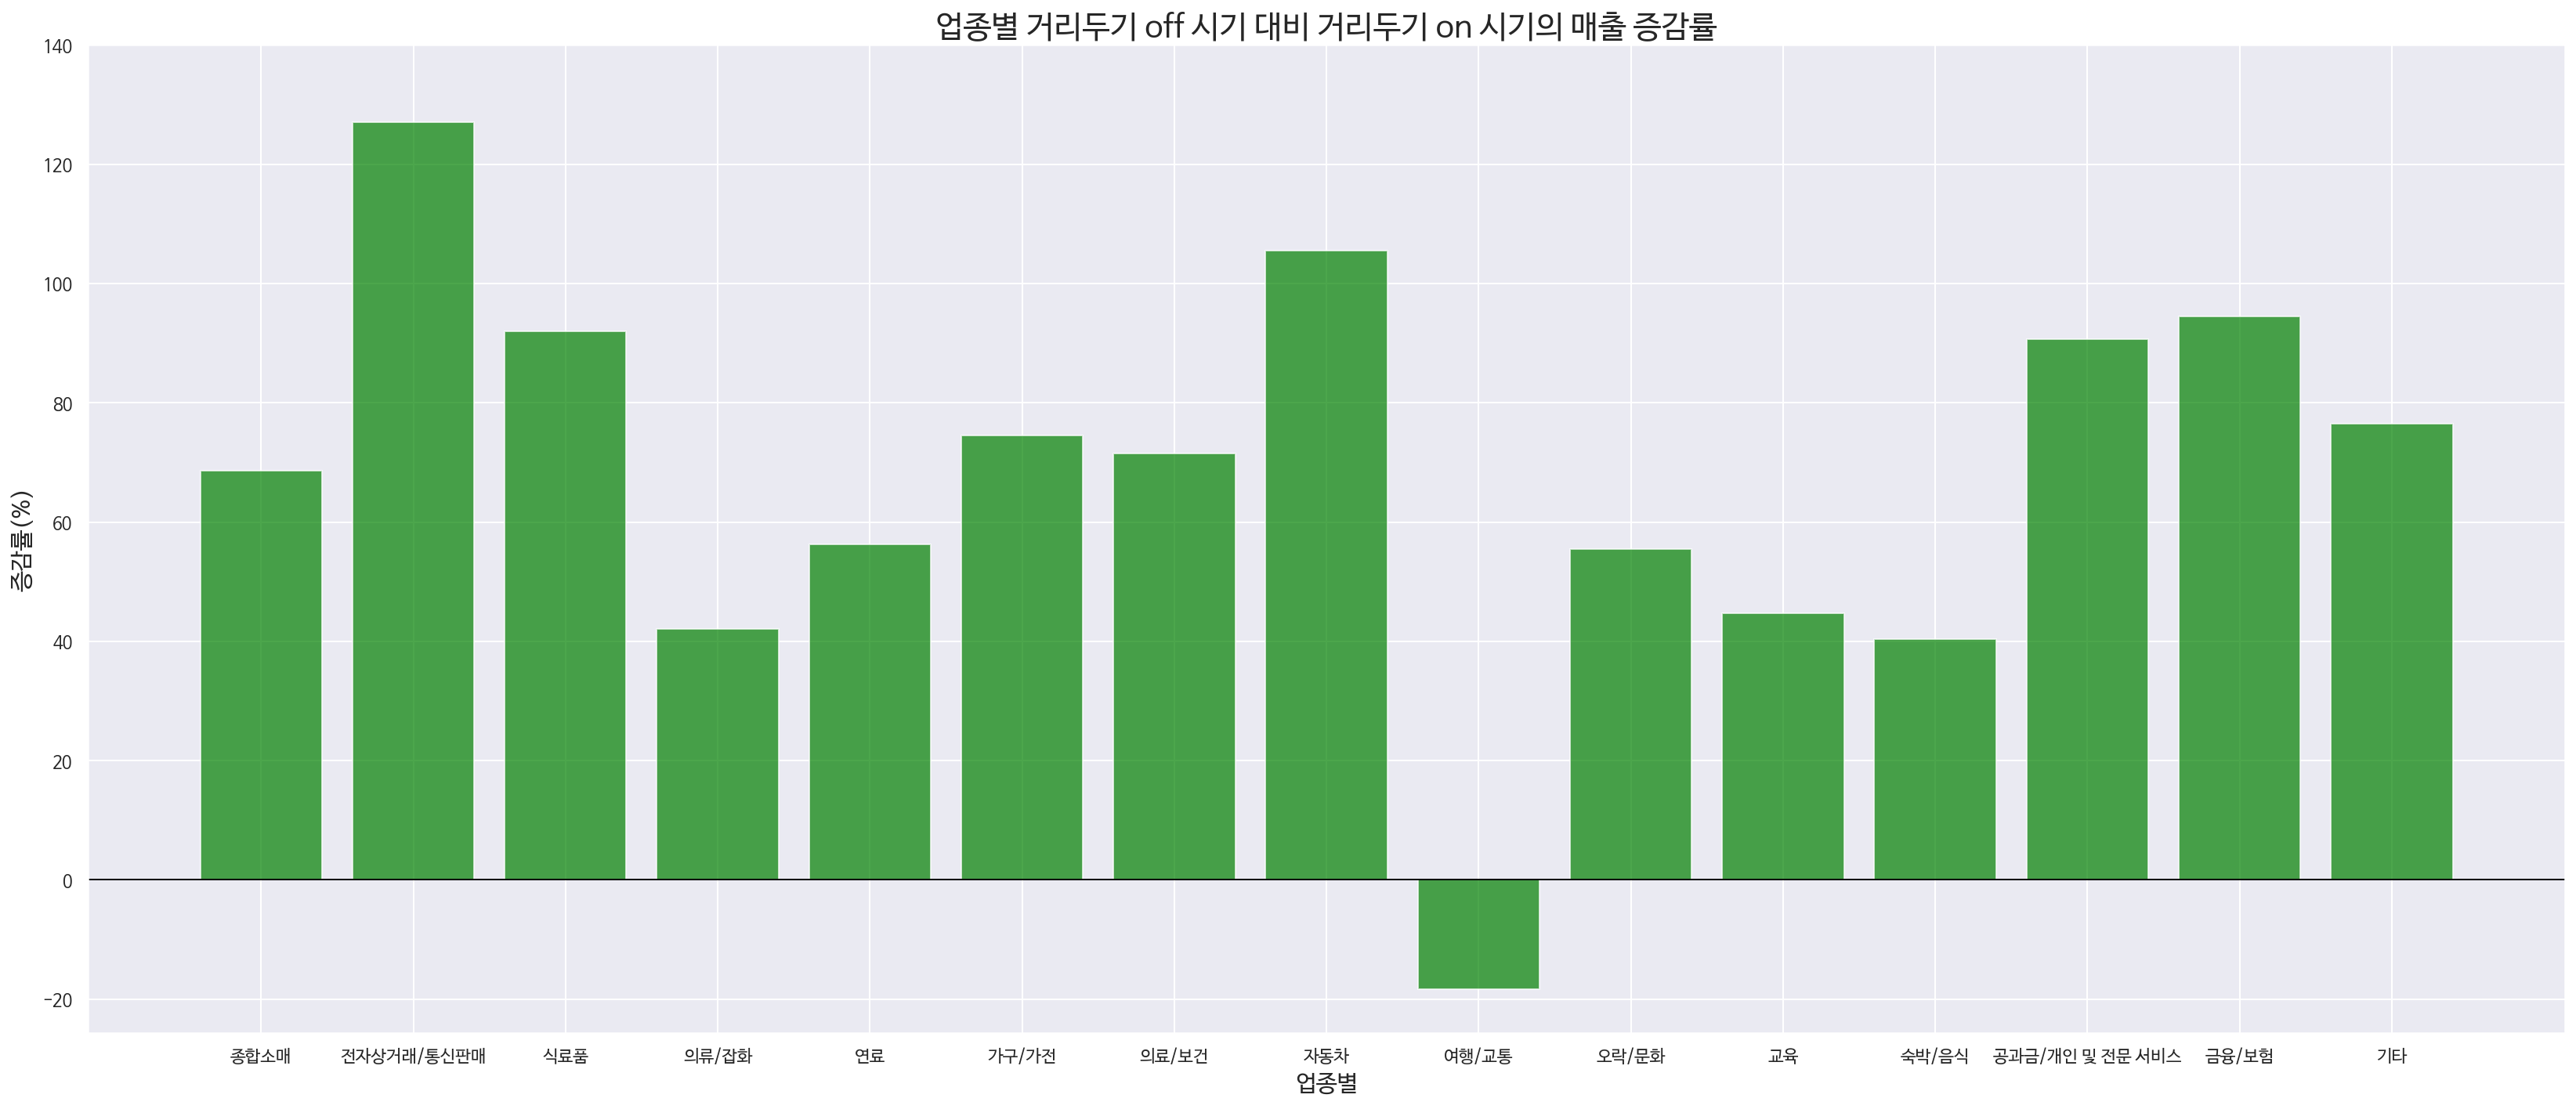 업종별 거리두기 off 시기 대비 거리두기 on 시기의 매출 증감률
증감률(%)
140
120
100
80
60
40
20
0
−20
종합소매 전자상거래/통신판매 식료품 의류/잡화 연료 가구/가전 의료/보건 자동차 여행/교통 오락/문화 교육 숙박/음식 공과금/개인 및 전문 서비스 금융/보험 기타
업종별